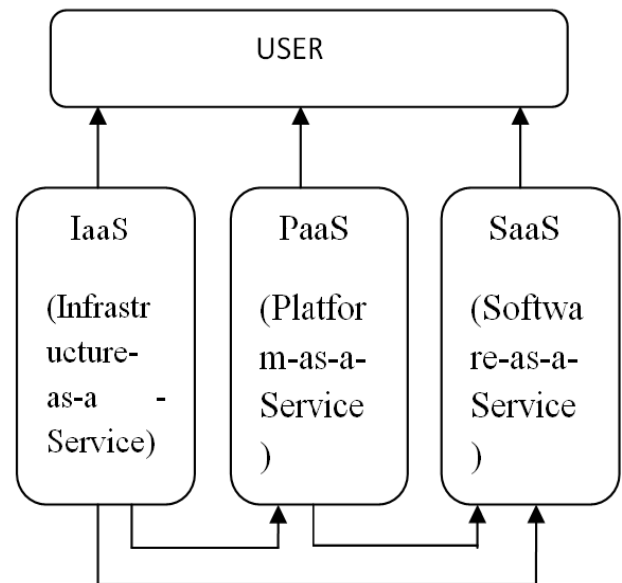 USER
IaaS
(Infrastr
ucture-
as-a -
Service)
PaaS
(Platfor
m-as-a-
Service
)
SaaS
(Softwa
re-as-a-
Service
)